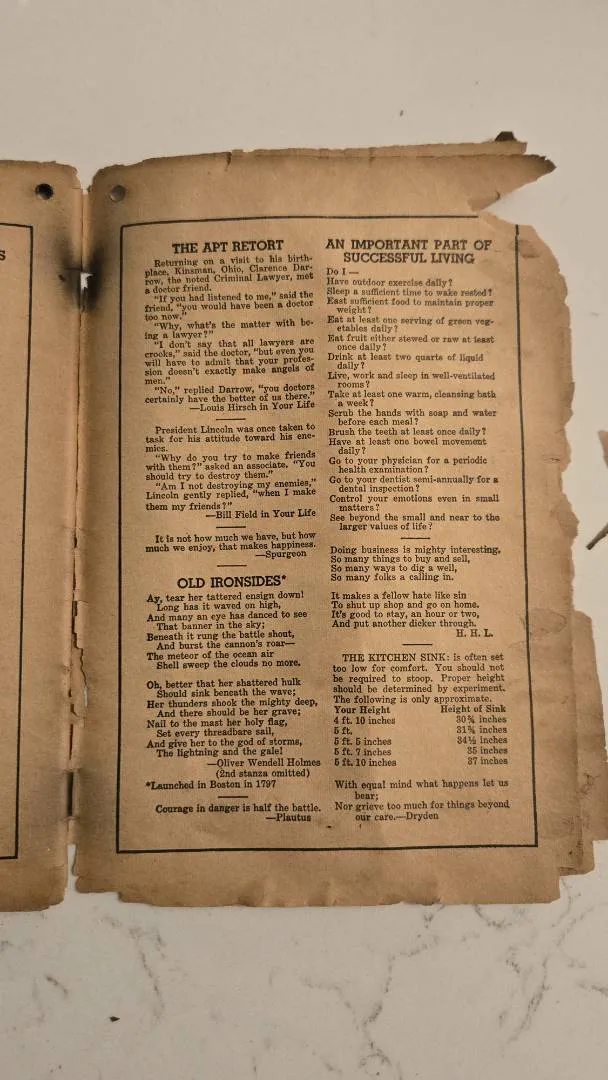 S
THE APT RETORT
Returning on a visit to his birth-
place, Kinsman, Ohio, Clarence Dar-
row, the noted Criminal Lawyer, met
a doctor friend.
"If you had listened to me," said the
friend, "you would have been a doctor
too now."
"Why, what's the matter with be-
ing a lawyer?"
"I don't say that all lawyers are
crooks," said the doctor, "but even you
will have to admit that your profes-
sion doesn't exactly make angels of
men."
"No," replied Darrow, "you doctors
certainly have the better of us there."
—Louis Hirsch in Your Life
President Lincoln was once taken to
task for his attitude toward his ene-
mies.
"Why do you try to make friends
with them?" asked an associate. "You
should try to destroy them."
"Am I not destroying my enemies,"
Lincoln gently replied, "when I make
them my friends?"
—Bill Field in Your Life
It is not how much we have, but how
much we enjoy, that makes happiness.
—Spurgeon
OLD IRONSIDES*
Ay, tear her tattered ensign down!
Long has it waved on high,
And many an eye has danced to see
That banner in the sky;
Beneath it rung the battle shout,
And burst the cannon's roar—
The meteor of the ocean air
Shell sweep the clouds no more.
Oh, better that her shattered hulk
Should sink beneath the wave;
Her thunders shook the mighty deep,
And there should be her grave;
Nail to the mast her holy flag,
Set every threadbare sail,
And give her to the god of storms,
The lightning and the gale!
—Oliver Wendell Holmes
(2nd stanza omitted)
*Launched in Boston in 1797
Courage in danger is half the battle.
—Plautus
AN IMPORTANT PART OF
SUCCESSFUL LIVING
Do I —
Have outdoor exercise daily?
Sleep a sufficient time to wake rested?
East sufficient food to maintain proper
weight?
Eat at least one serving of green veg-
etables daily?
Eat fruit either stewed or raw at least
once daily?
Drink at least two quarts of liquid
daily?
Live, work and sleep in well-ventilated
rooms?
Take at least one warm, cleansing bath
a week?
Scrub the hands with soap and water
before each meal?
Brush the teeth at least once daily?
Have at least one bowel movement
daily?
Go to your physician for a periodic
health examination?
Go to your dentist semi-annually for a
dental inspection?
Control your emotions even in small
matters?
See beyond the small and near to the
larger values of life?
Doing business is mighty interesting,
So many things to buy and sell,
So many ways to dig a well,
So many folks a calling in.
It makes a fellow hate like sin
To shut up shop and go on home.
It's good to stay, an hour or two,
And put another dicker through.
H. H. L.
THE KITCHEN SINK: is often set
too low for comfort. You should not
be required to stoop. Proper height
should be determined by experiment.
The following is only approximate.
Your Height Height of Sink
4 ft. 10 inches 30¾ inches
5 ft. 31¾ inches
5 ft. 5 inches 34½ inches
5 ft. 7 inches 35 inches
5 ft. 10 inches 37 inches
With equal mind what happens let us
bear;
Nor grieve too much for things beyond
our care.—Dryden